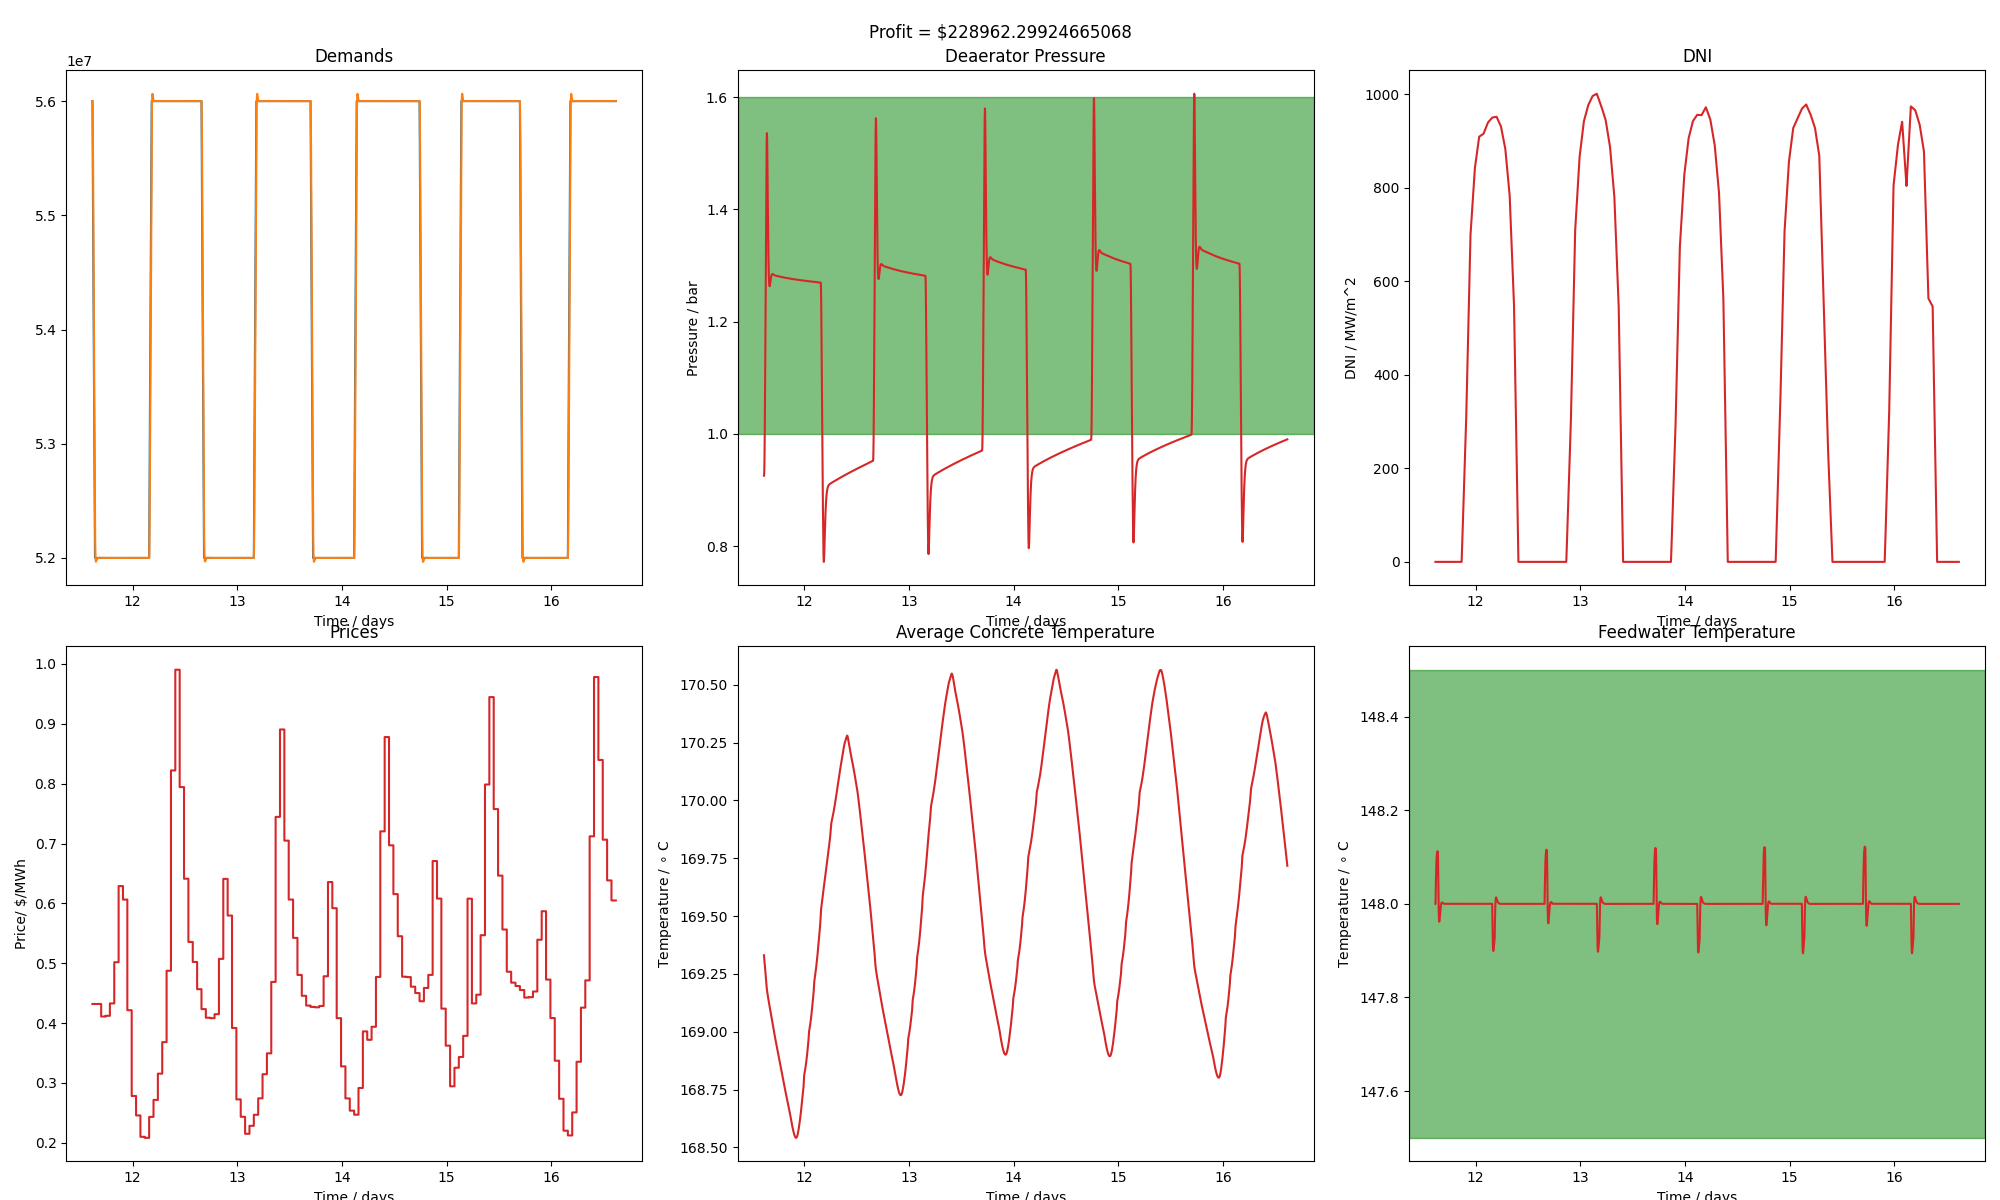 Profit = $228962.29924665068
Demands
1e7
5.6
5.5
5.4
5.3
5.2
12 13 14 15 16
Time / days
Deaerator Pressure
Pressure / bar
1.6
1.4
1.2
1.0
0.8
12 13 14 15 16
Time / days
DNI
DNI / MW/m^2
1000
800
600
400
200
0
12 13 14 15 16
Time / days
Prices
Price/ $/MWh
1.0
0.9
0.8
0.7
0.6
0.5
0.4
0.3
0.2
12 13 14 15 16
Time / days
Average Concrete Temperature
Temperature / ∘ C
170.50
170.25
170.00
169.75
169.50
169.25
169.00
168.75
168.50
12 13 14 15 16
Time / days
Feedwater Temperature
Temperature / ∘ C
148.4
148.2
148.0
147.8
147.6
12 13 14 15 16
Time / days